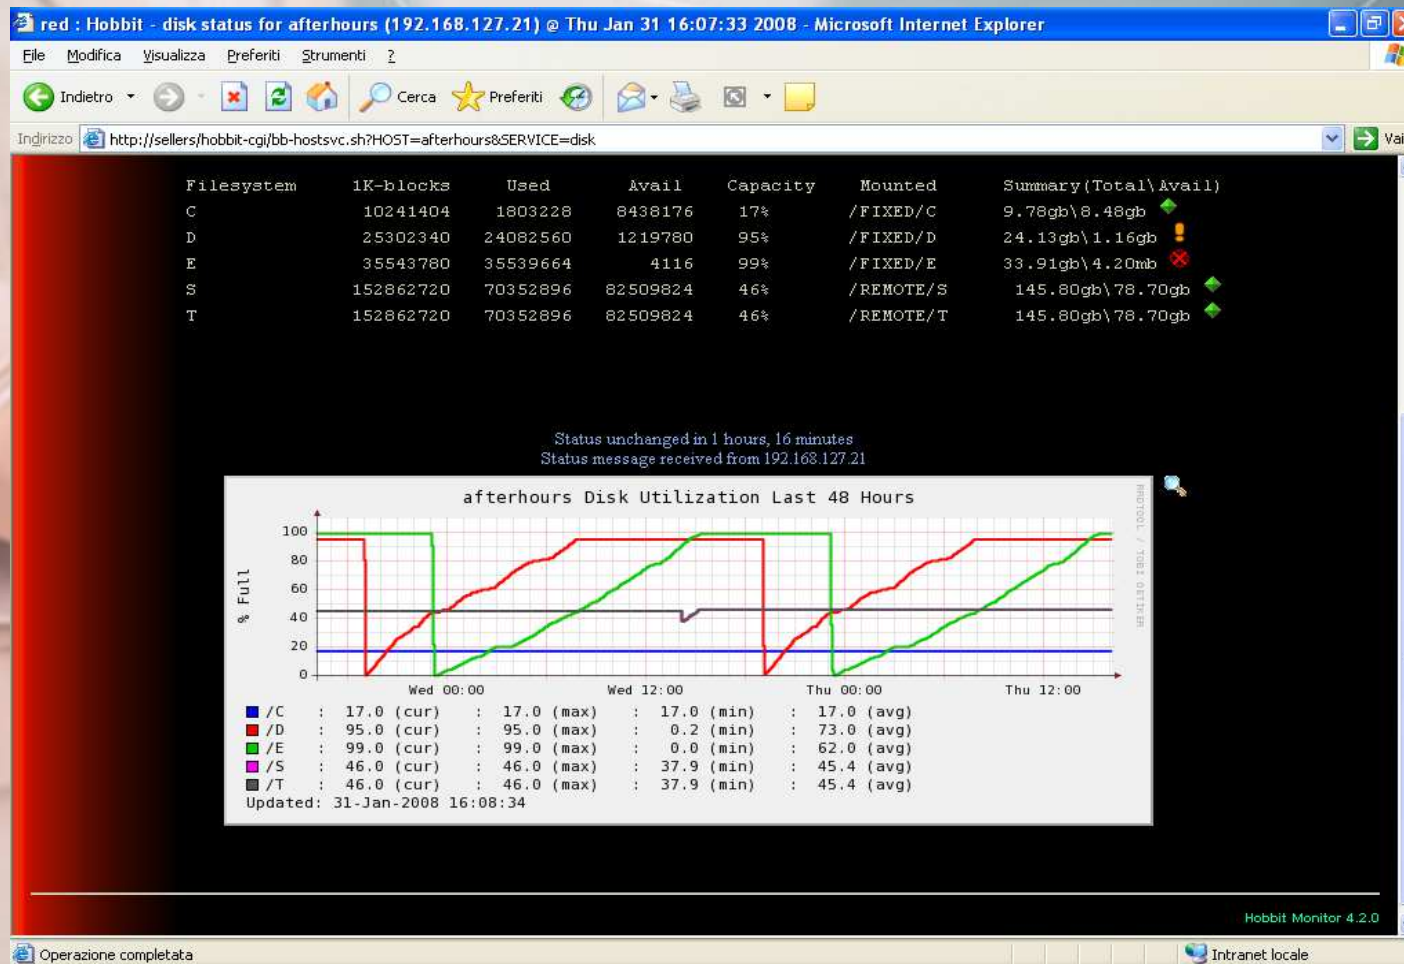 red : Hobbit - disk status for afterhours (192.168.127.21) @ Thu Jan 31 16:07:33 2008 - Microsoft Internet Explorer
File Modifica Visualizza Preferiti Strumenti ?
Indietro Cerca Preferiti
Indirizzo http://sellers/hobbit-cgi/bb-hostsvc.sh?HOST=afterhours&SERVICE=disk Vai
Filesystem 1K-blocks Used Avail Capacity Mounted Summary(Total\Avail)
C 10241404 1803228 8438176 17% /FIXED/C 9.78gb\8.48gb
D 25302340 24082560 1219780 95% /FIXED/D 24.13gb\1.16gb
E 35543780 35539664 4116 99% /FIXED/E 33.91gb\4.20mb
S 152862720 70352896 82509824 46% /REMOTE/S 145.80gb\78.70gb
T 152862720 70352896 82509824 46% /REMOTE/T 145.80gb\78.70gb
Status unchanged in 1 hours, 16 minutes
Status message received from 192.168.127.21
afterhours Disk Utilization Last 48 Hours
RRDTOOL / TOBI OETIKER
% Full
100
80
60
40
20
0
Wed 00:00 Wed 12:00 Thu 00:00 Thu 12:00
/C : 17.0 (cur) : 17.0 (max) : 17.0 (min) : 17.0 (avg)
/D : 95.0 (cur) : 95.0 (max) : 0.2 (min) : 73.0 (avg)
/E : 99.0 (cur) : 99.0 (max) : 0.0 (min) : 62.0 (avg)
/S : 46.0 (cur) : 46.0 (max) : 37.9 (min) : 45.4 (avg)
/T : 46.0 (cur) : 46.0 (max) : 37.9 (min) : 45.4 (avg)
Updated: 31-Jan-2008 16:08:34
Hobbit Monitor 4.2.0
Operazione completata Intranet locale